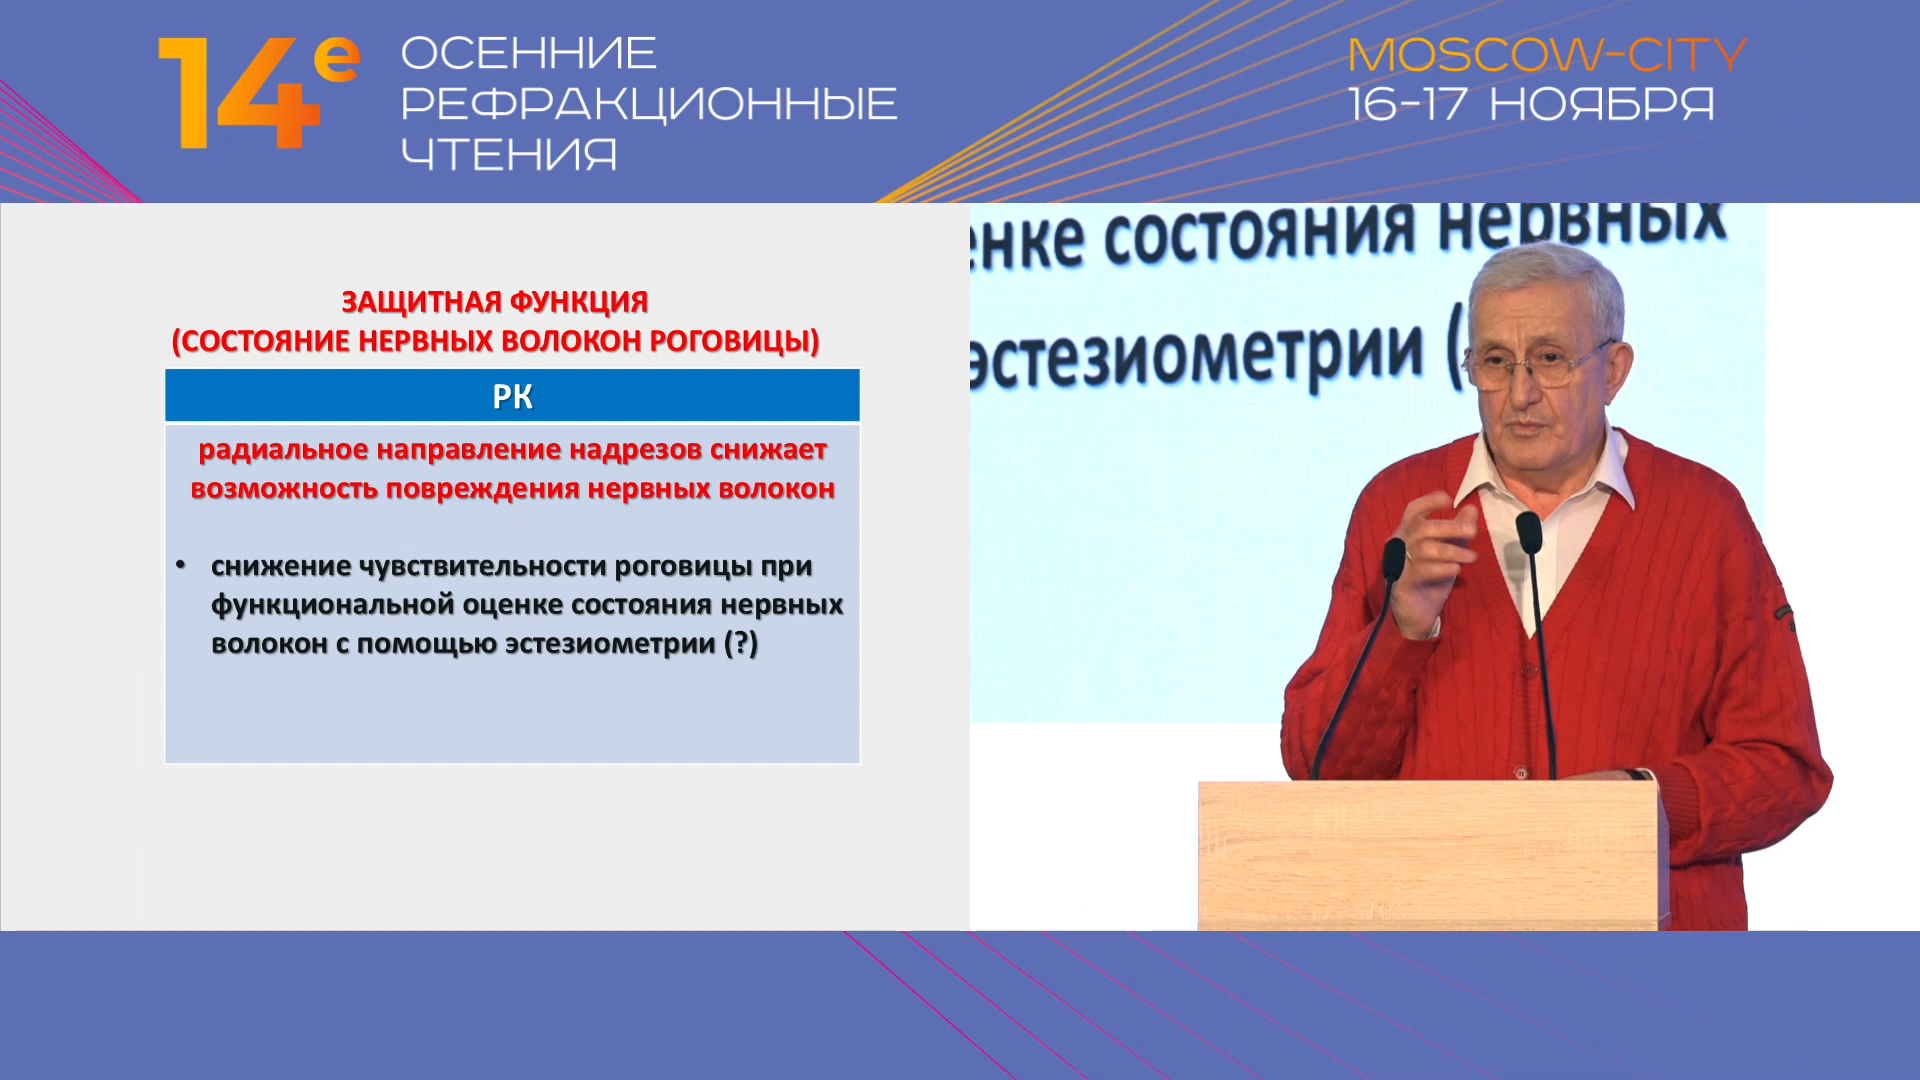 14е
ОСЕННИЕ
РЕФРАКЦИОННЫЕ
ЧТЕНИЯ
MOSCOW-CITY
16-17 НОЯБРЯ
ЗАЩИТНАЯ ФУНКЦИЯ
(СОСТОЯНИЕ НЕРВНЫХ ВОЛОКОН РОГОВИЦЫ)
РК
радиальное направление надрезов снижает
возможность повреждения нервных волокон
• снижение чувствительности роговицы при
функциональной оценке состояния нервных
волокон с помощью эстезиометрии (?)
енке состояния нервных
эстезиометрии (